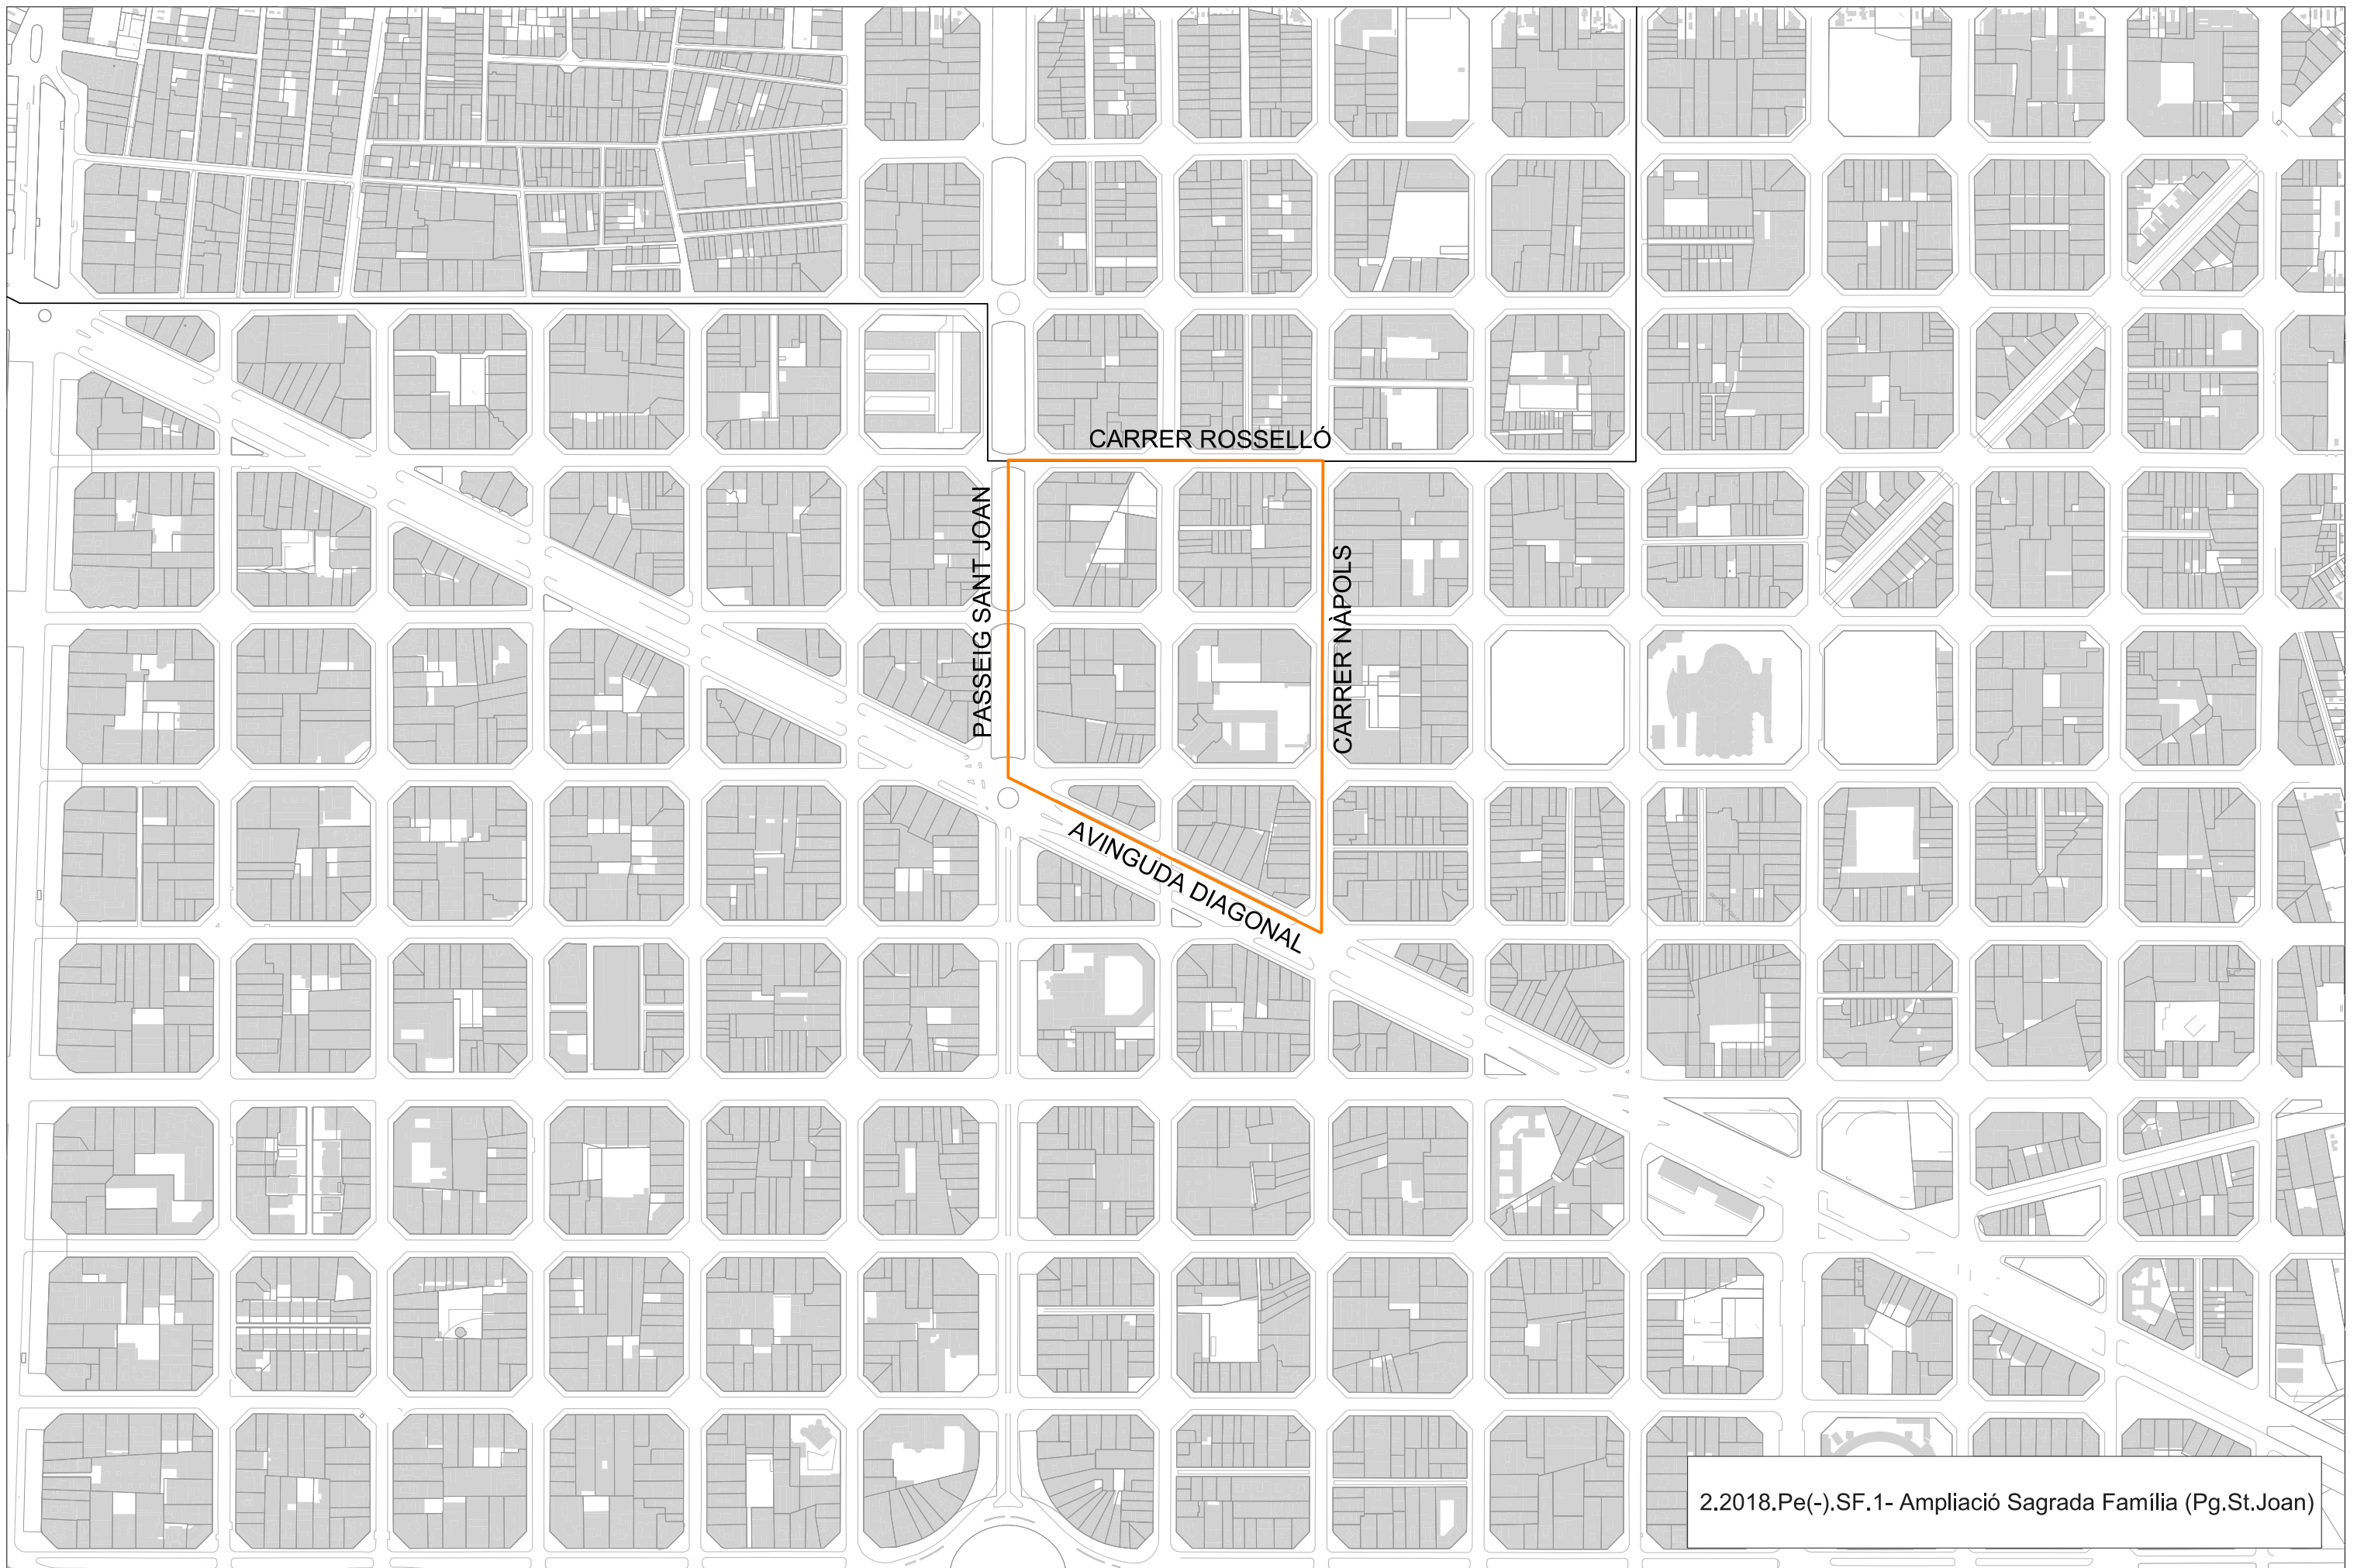 CARRER ROSSELLÓ
PASSEIG SANT JOAN
CARRER NÀPOLS
AVINGUDA DIAGONAL
2.2018.Pe(-).SF.1- Ampliació Sagrada Família (Pg.St.Joan)